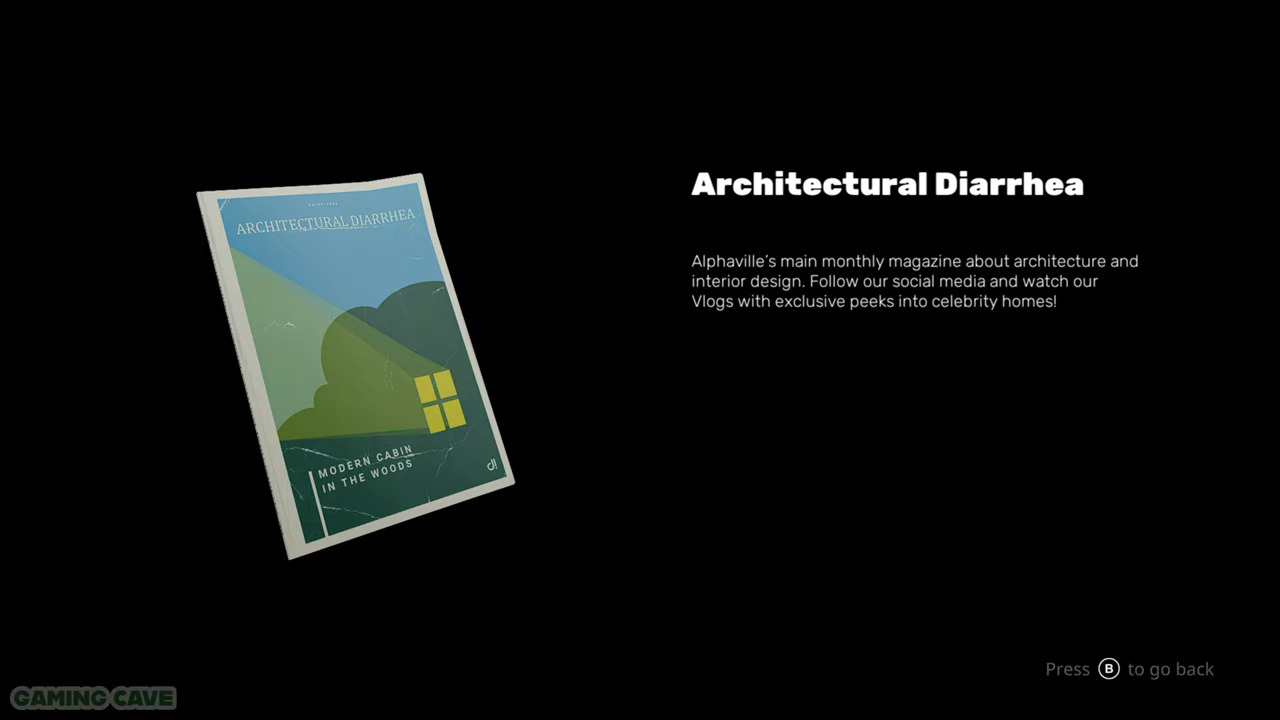 Architectural Diarrhea
ARCHITECTURAL DIARRHEA
Alphaville's main monthly magazine about architecture and
interior design. Follow our social media and watch our
Vlogs with exclusive peeks into celebrity homes!
MODERN CABIN
IN THE WOODS
d!
Press B to go back
GAMING CAVE